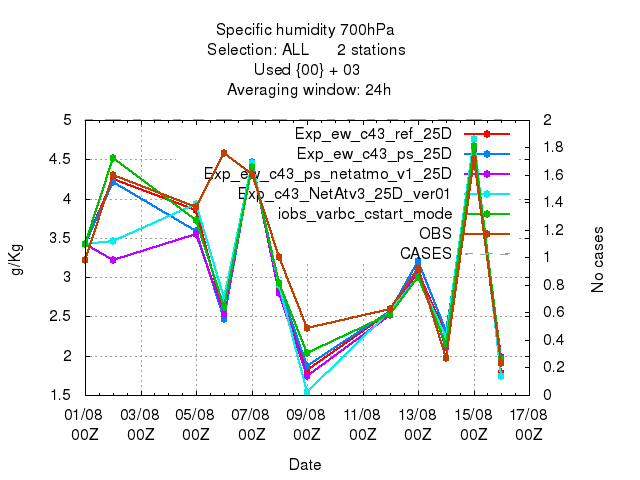 Specific humidity 700hPa
Selection: ALL 2 stations
Used {00} + 03
Averaging window: 24h
g/Kg
5
4.5
4
3.5
3
2.5
2
1.5
Exp_ew_c43_ref_25D
Exp_ew_c43_ps_25D
Exp_ew_c43_ps_netatmo_v1_25D
Exp_c43_NetAtv3_25D_ver01
iobs_varbc_cstart_mode
OBS
CASES
2
1.8
1.6
1.4
1.2
1
0.8
0.6
0.4
0.2
0
No cases
01/08 03/08 05/08 07/08 09/08 11/08 13/08 15/08 17/08
00Z 00Z 00Z 00Z 00Z 00Z 00Z 00Z 00Z
Date